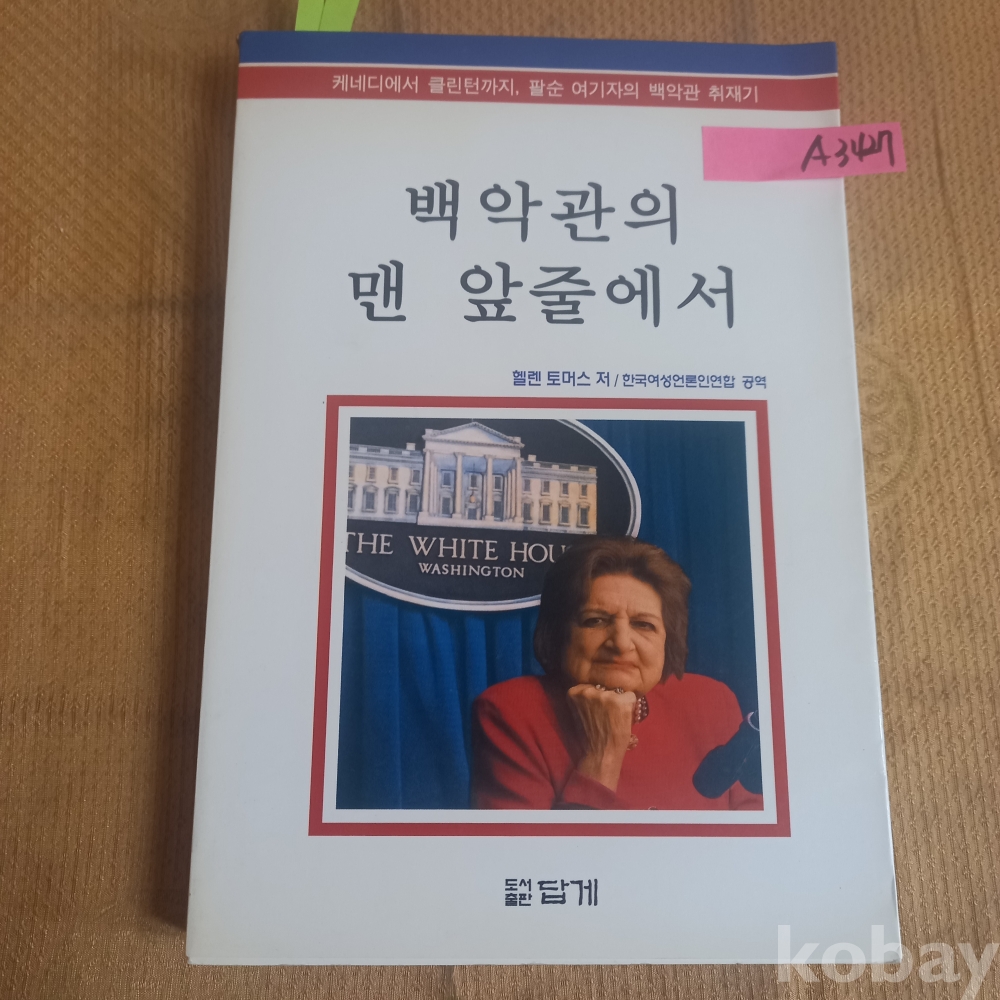 케네디에서 클린턴까지, 팔순 여기자의 백악관 취재기
A3427
백악관의
맨 앞줄에서
헬렌 토머스 저 / 한국여성언론인연합 공역
THE WHITE HOU
WASHINGTON
도서출판 답게
kobay